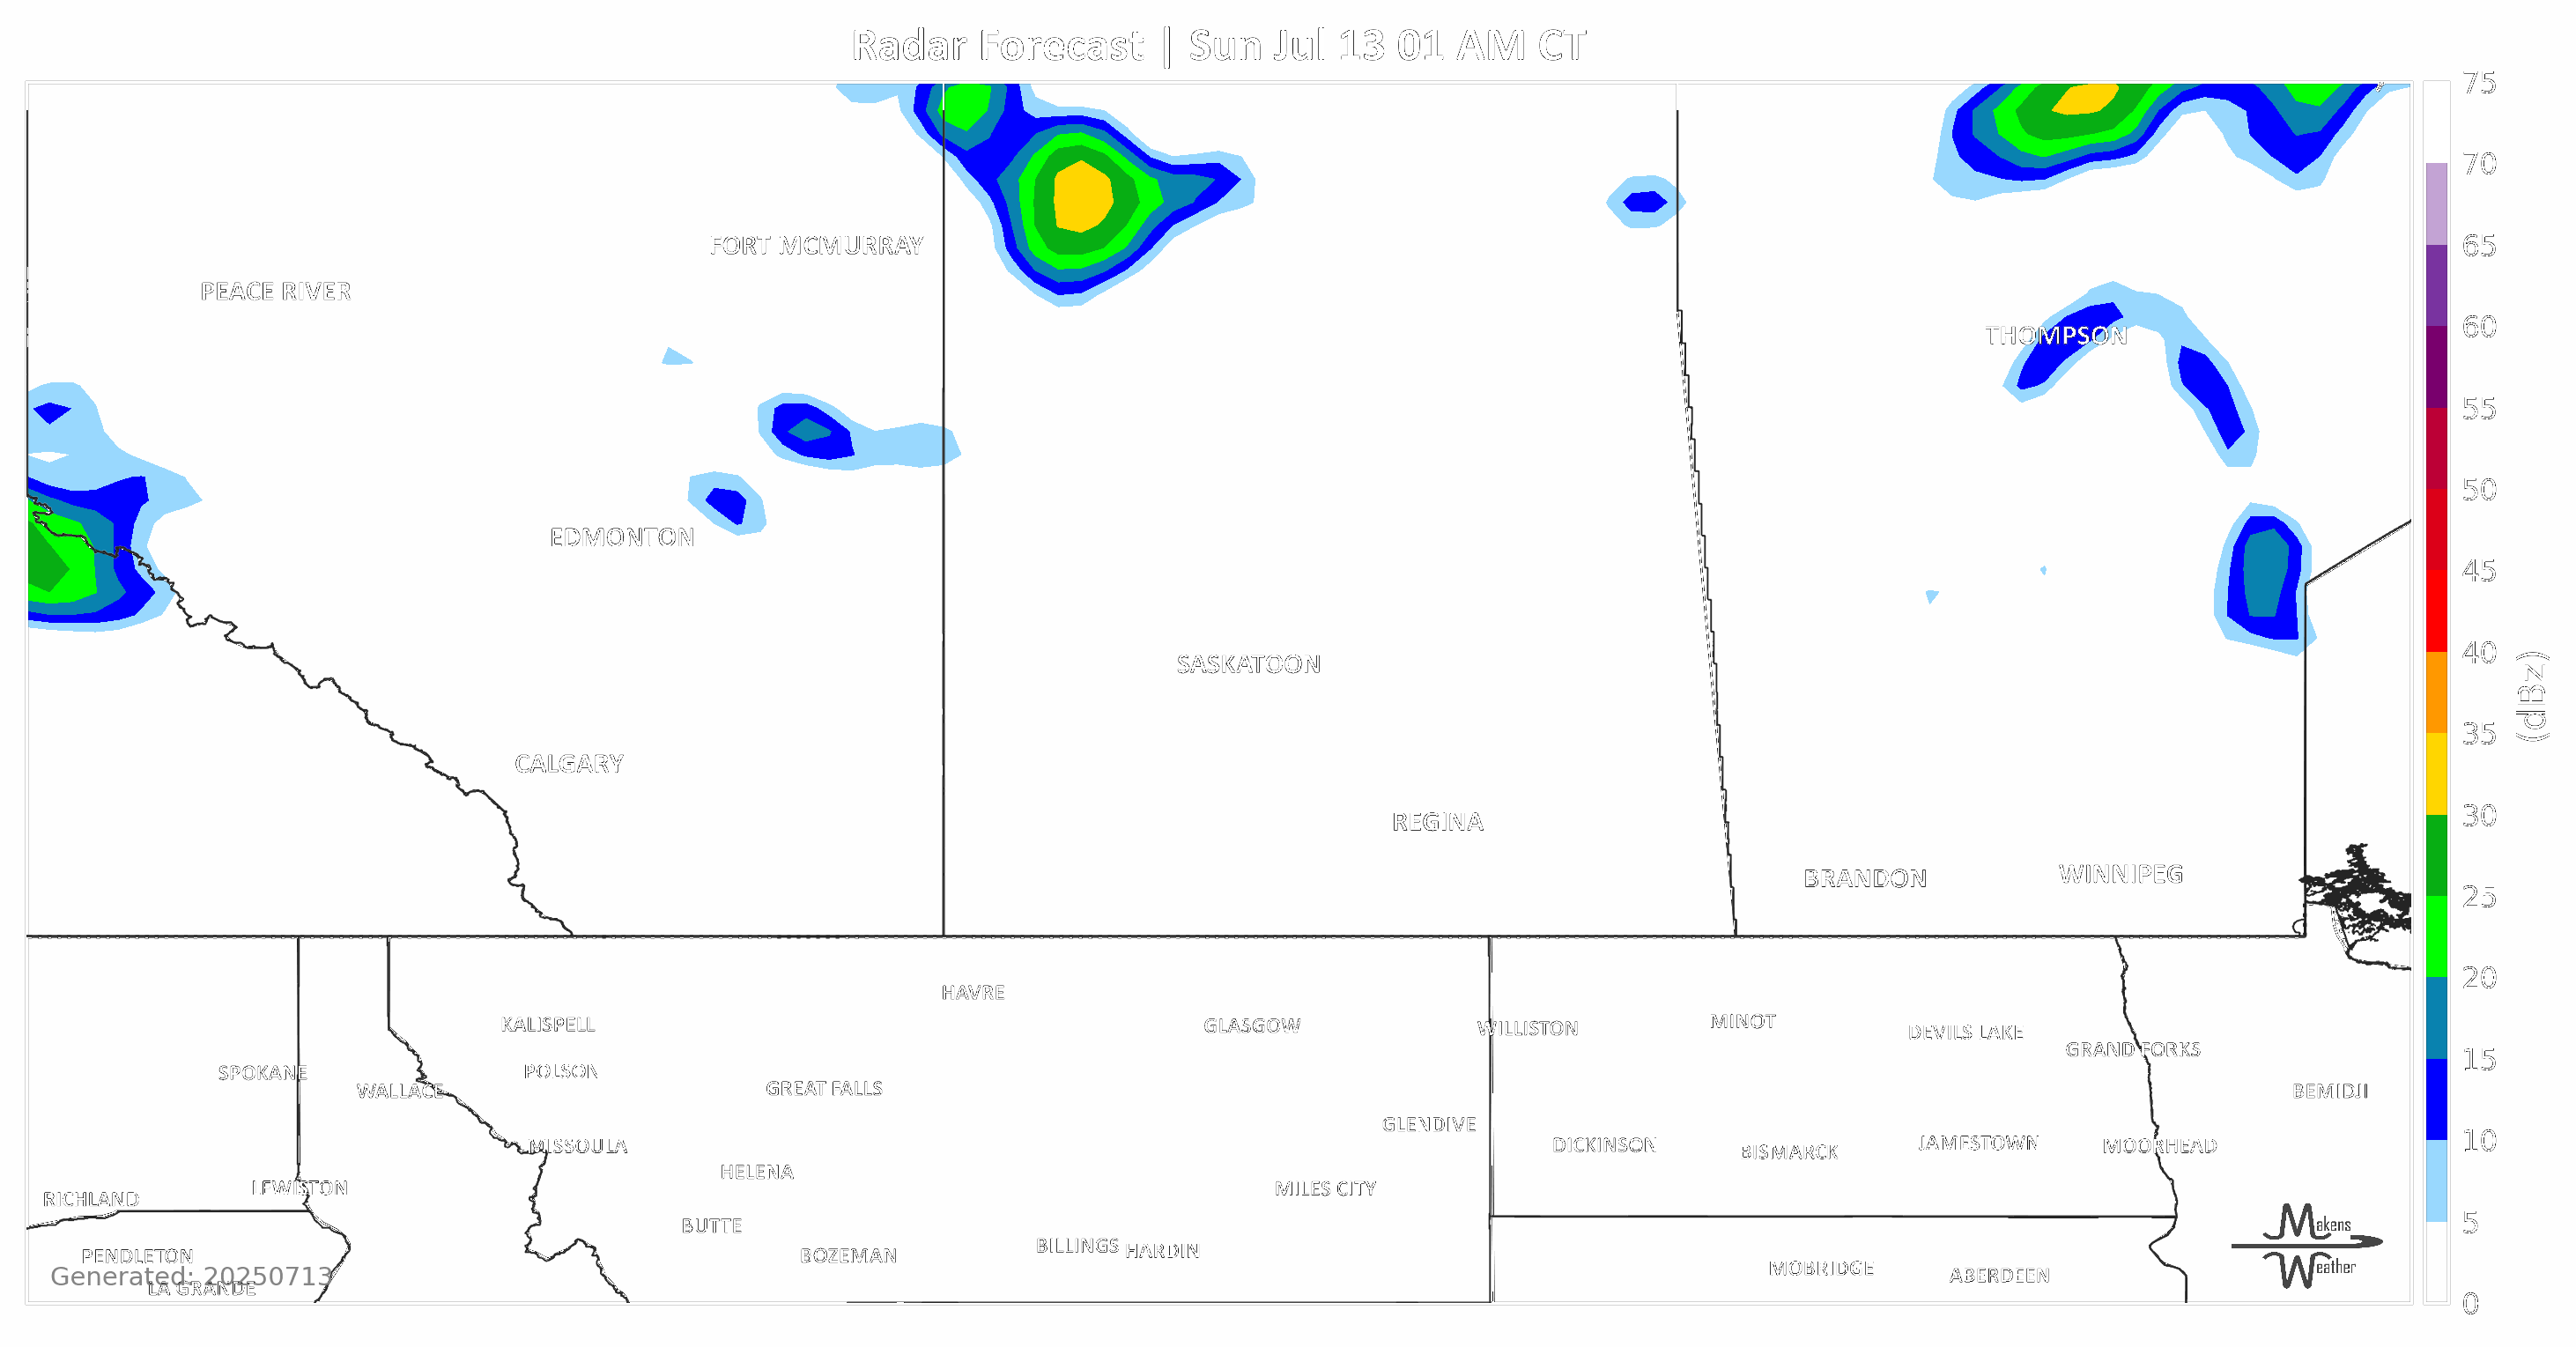 Radar Forecast | Sun Jul 13 01 AM CT
75
70
FORT MCMURRAY
65
PEACE RIVER
THOMPSON
60
55
50
EDMONTON
45
SASKATOON
40
(dBz)
CALGARY
35
REGINA
30
BRANDON
WINNIPEG
25
HAVRE
20
KALISPELL
GLASGOW
WILLISTON
MINOT
DEVILS LAKE
GRAND FORKS
15
SPOKANE
POLSON
WALLACE
GREAT FALLS
BEMIDJI
GLENDIVE
10
MISSOULA
DICKINSON
BISMARCK
JAMESTOWN
MOORHEAD
HELENA
RICHLAND
LEWISTON
MILES CITY
5
BUTTE
Makens
BILLINGS
HARDIN
PENDLETON
BOZEMAN
Weather
MOBRIDGE
ABERDEEN
Generated: 20250713
LA GRANDE
0